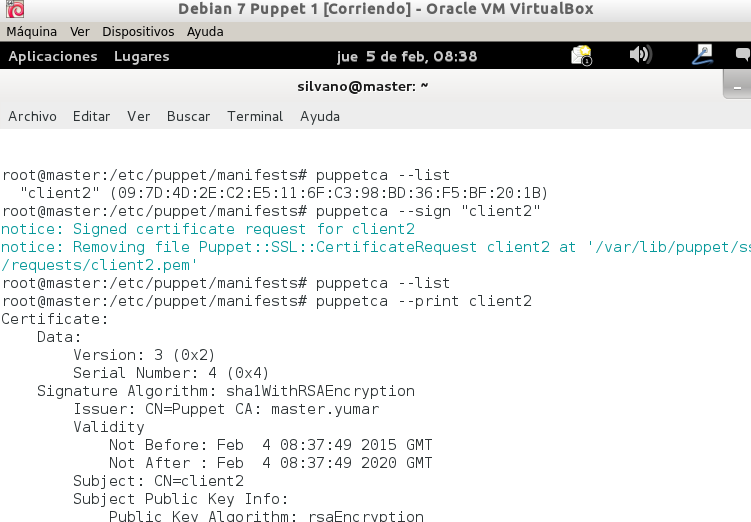 Debian 7 Puppet 1 [Corriendo] - Oracle VM VirtualBox
Máquina Ver Dispositivos Ayuda
Aplicaciones Lugares jue 5 de feb, 08:38
1
silvano@master: ~
Archivo Editar Ver Buscar Terminal Ayuda
root@master:/etc/puppet/manifests# puppetca --list
"client2" (09:7D:4D:2E:C2:E5:11:6F:C3:98:BD:36:F5:BF:20:1B)
root@master:/etc/puppet/manifests# puppetca --sign "client2"
notice: Signed certificate request for client2
notice: Removing file Puppet::SSL::CertificateRequest client2 at '/var/lib/puppet/ss
/requests/client2.pem'
root@master:/etc/puppet/manifests# puppetca --list
root@master:/etc/puppet/manifests# puppetca --print client2
Certificate:
Data:
Version: 3 (0x2)
Serial Number: 4 (0x4)
Signature Algorithm: sha1WithRSAEncryption
Issuer: CN=Puppet CA: master.yumar
Validity
Not Before: Feb  4 08:37:49 2015 GMT
Not After : Feb  4 08:37:49 2020 GMT
Subject: CN=client2
Subject Public Key Info:
Public Key Algorithm: rsaEncryption